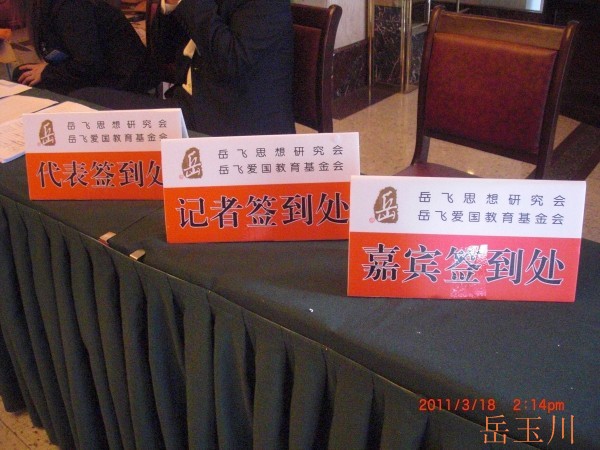 岳
岳飞思想研究会
岳飞爱国教育基金会
代表签到处
岳
岳飞思想研究会
岳飞爱国教育基金会
记者签到处
岳
岳飞思想研究会
岳飞爱国教育基金会
嘉宾签到处
2011/3/18 2:14pm
岳玉川